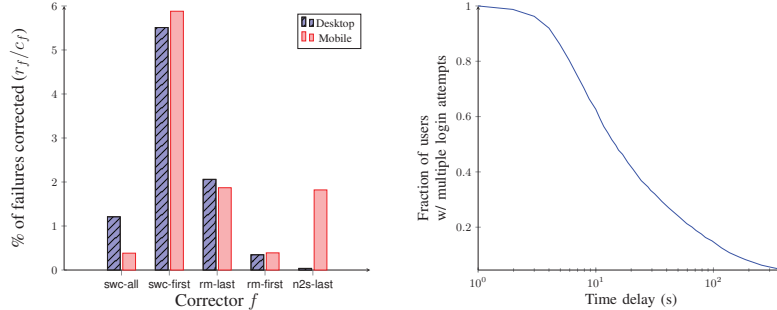 6
5
4
3
2
1
0
% of failures corrected (r_f/c_f)
Desktop
Mobile
swc-all swc-first rm-last rm-first n2s-last
Corrector f
1
0.8
0.6
0.4
0.2
Fraction of users
w/ multiple login attempts
10^0 10^1 10^2
Time delay (s)